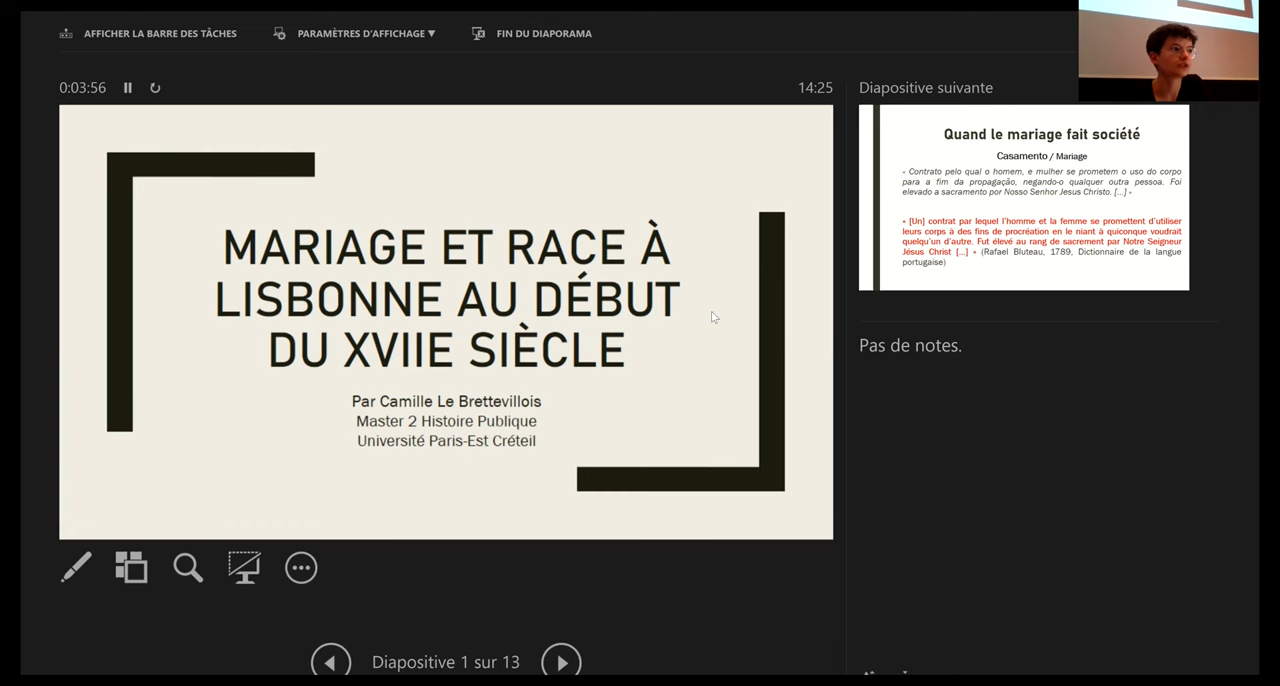 AFFICHER LA BARRE DES TÂCHES
PARAMÈTRES D'AFFICHAGE ▼
FIN DU DIAPORAMA
0:03:56
14:25
MARIAGE ET RACE À
LISBONNE AU DÉBUT
DU XVIIE SIÈCLE
Par Camille Le Brettevillois
Master 2 Histoire Publique
Université Paris-Est Créteil
Diapositive 1 sur 13
Diapositive suivante
Quand le mariage fait société
Casamento / Mariage
« Contrato pelo qual o homem, e mulher se prometem o uso do corpo
para a fim da propagação, negando-o qualquer outra pessoa. Foi
elevado a sacramento por Nosso Senhor Jesus Christo. [...] »
« [Un] contrat par lequel l'homme et la femme se promettent d'utiliser
leurs corps à des fins de procréation en le niant à quiconque voudrait
quelqu'un d'autre. Fut élevé au rang de sacrement par Notre Seigneur
Jésus Christ [...] » (Rafael Bluteau, 1789, Dictionnaire de la langue
portugaise)
Pas de notes.